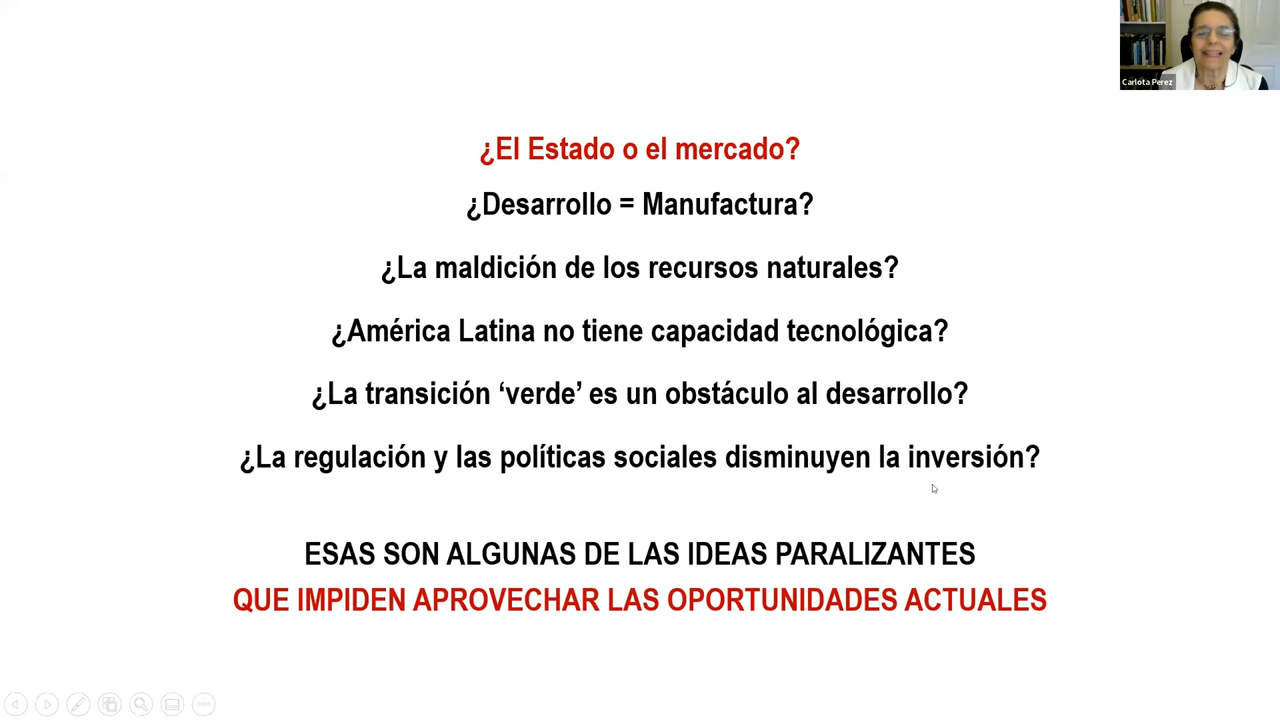 Carlota Perez
¿El Estado o el mercado?
¿Desarrollo = Manufactura?
¿La maldición de los recursos naturales?
¿América Latina no tiene capacidad tecnológica?
¿La transición ‘verde’ es un obstáculo al desarrollo?
¿La regulación y las políticas sociales disminuyen la inversión?
ESAS SON ALGUNAS DE LAS IDEAS PARALIZANTES
QUE IMPIDEN APROVECHAR LAS OPORTUNIDADES ACTUALES